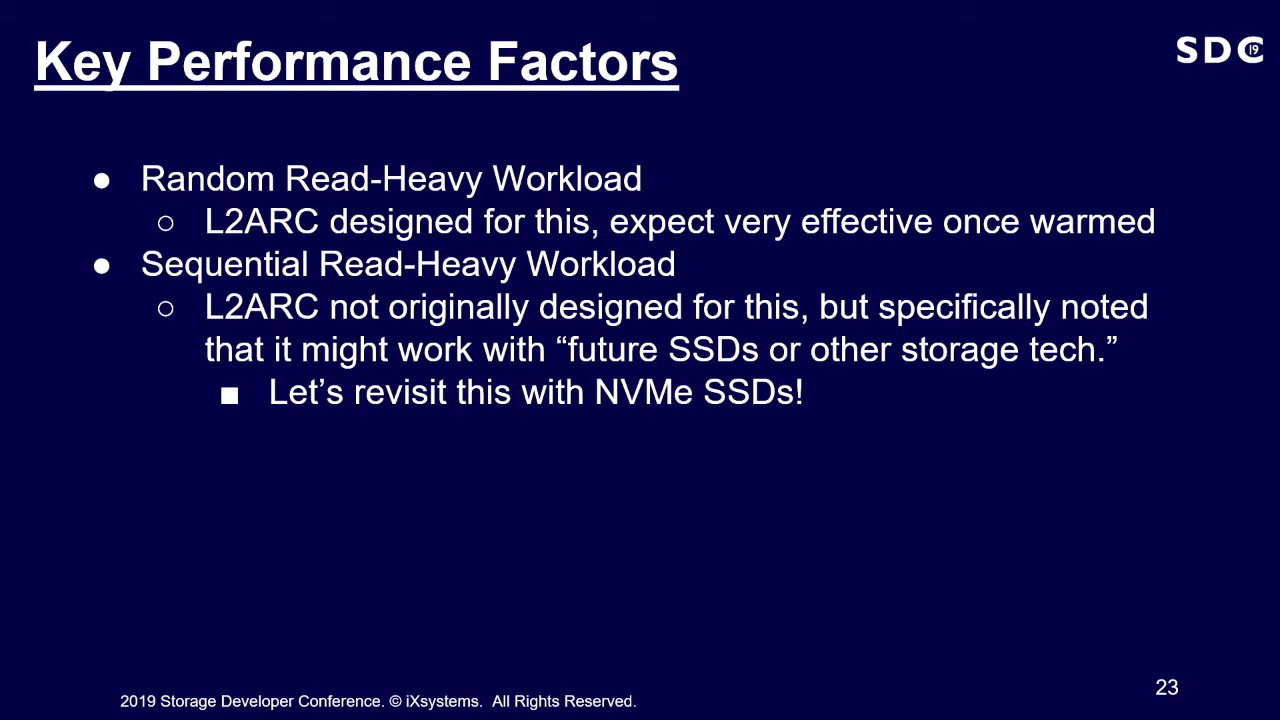 Key Performance Factors
SDC 19
● Random Read-Heavy Workload
○ L2ARC designed for this, expect very effective once warmed
● Sequential Read-Heavy Workload
○ L2ARC not originally designed for this, but specifically noted
that it might work with “future SSDs or other storage tech.”
■ Let’s revisit this with NVMe SSDs!
23
2019 Storage Developer Conference. © iXsystems. All Rights Reserved.